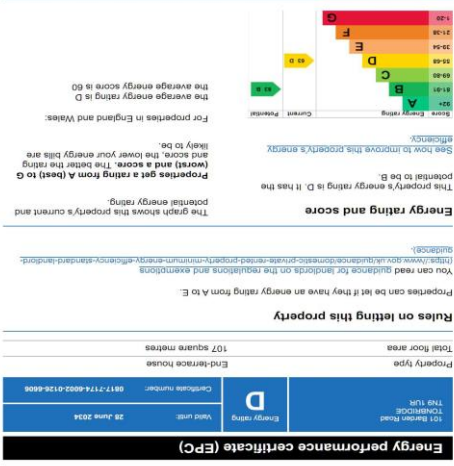 Energy performance certificate (EPC)
101 Barden Road
TONBRIDGE
TN9 1UR
Energy rating
D
Valid until: 28 June 2034
Certificate number: 0817-7174-6002-0126-6606
Property type End-terrace house
Total floor area 107 square metres
Rules on letting this property
Properties can be let if they have an energy rating from A to E.
You can read guidance for landlords on the regulations and exemptions
(https://www.gov.uk/guidance/domestic-private-rented-property-minimum-energy-efficiency-standard-landlord-
guidance).
Energy rating and score
This property's energy rating is D. It has the
potential to be B.
See how to improve this property's energy
efficiency.
Score Energy rating Current Potential
92+ A
81-91 B 83 B
69-80 C
55-68 D 63 D
39-54 E
21-38 F
1-20 G
The graph shows this property's current and
potential energy rating.
Properties get a rating from A (best) to G
(worst) and a score. The better the rating
and score, the lower your energy bills are
likely to be.
For properties in England and Wales:
the average energy rating is D
the average energy score is 60